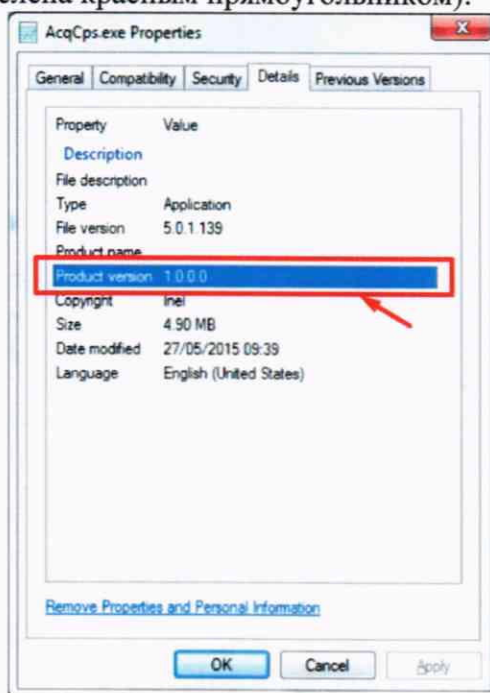 красным прямоугольником).
AcqCps.exe Properties
General Compatibility Security Details Previous Versions
Property Value
Description
File description
Type Application
File version 5.0.1.139
Product name
Product version 1.0.0.0
Copyright Inel
Size 4.90 MB
Date modified 27/05/2015 09:39
Language English (United States)
Remove Properties and Personal Information
OK Cancel Apply